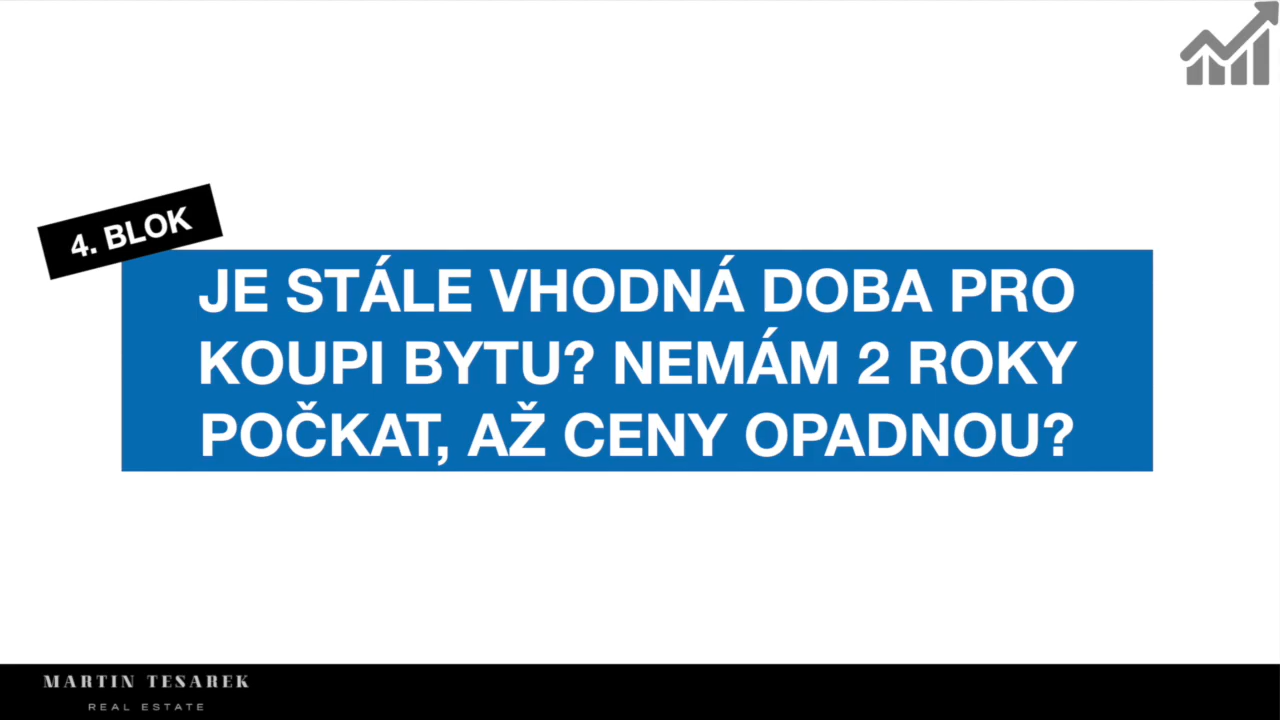 4. BLOK
JE STÁLE VHODNÁ DOBA PRO
KOUPI BYTU? NEMÁM 2 ROKY
POČKAT, AŽ CENY OPADNOU?
MARTIN TESAREK
REAL ESTATE